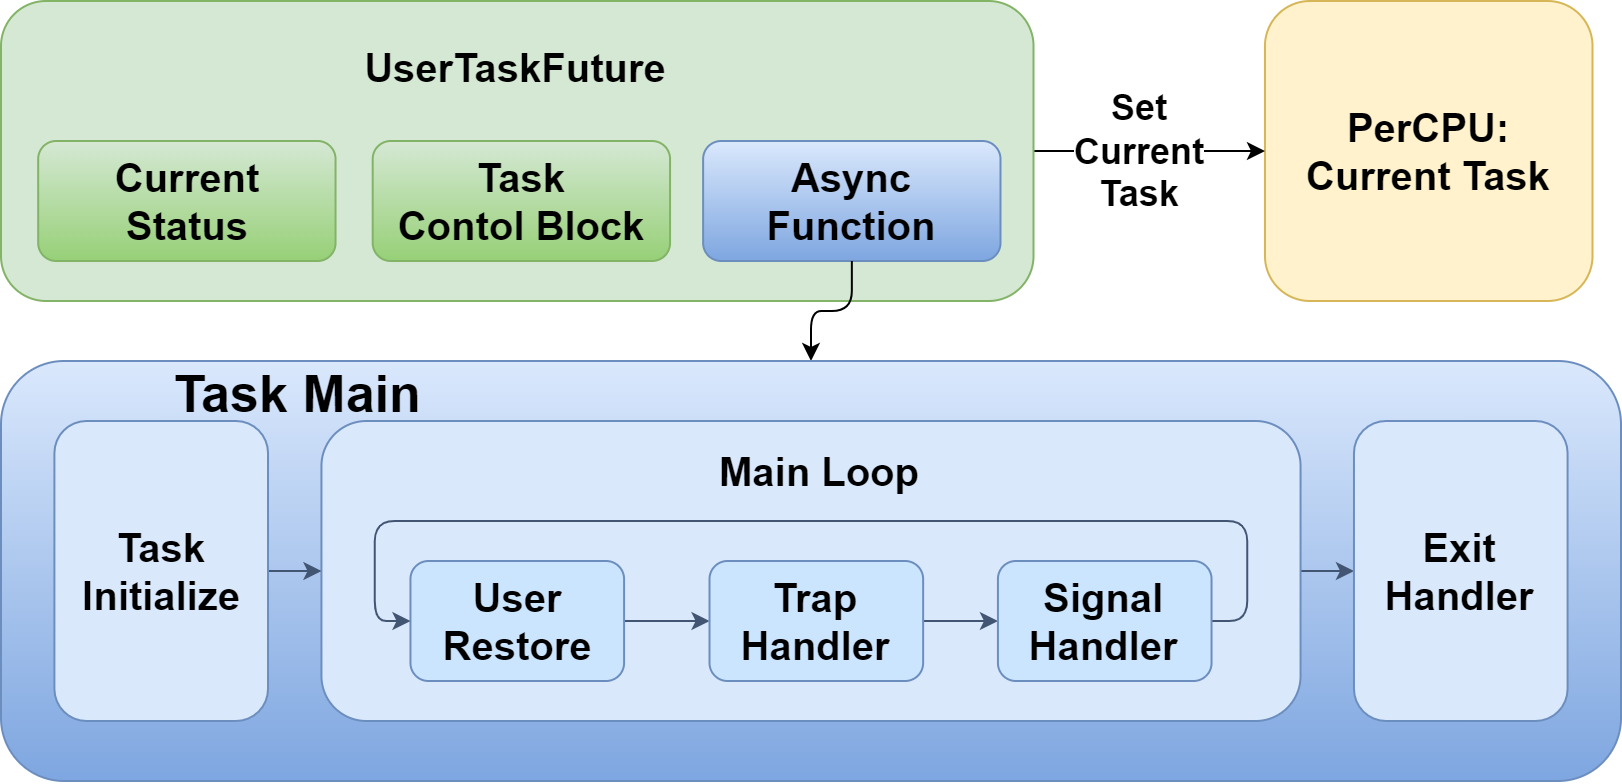 UserTaskFuture
Current
Status
Task
Contol Block
Async
Function
Set
Current
Task
PerCPU:
Current Task
Task Main
Task
Initialize
Main Loop
User
Restore
Trap
Handler
Signal
Handler
Exit
Handler